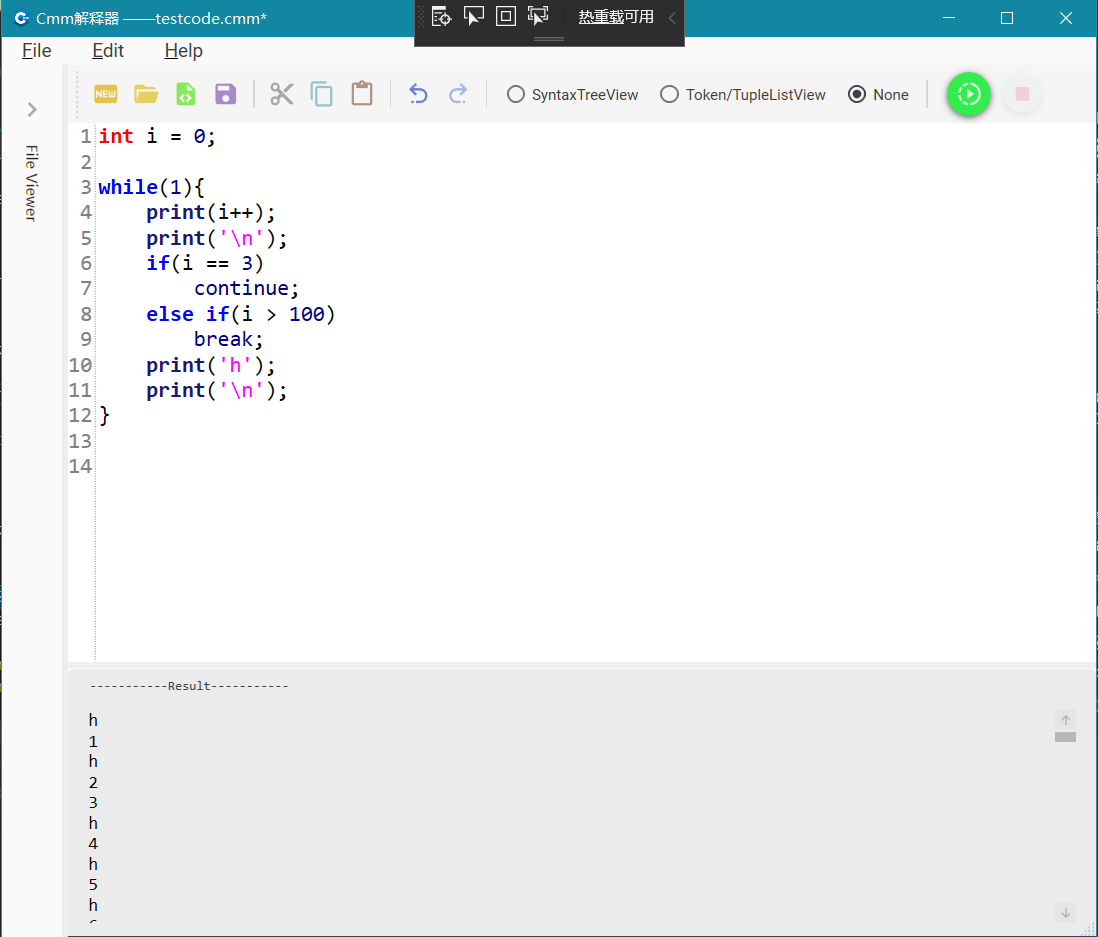 Cmm解释器 ——testcode.cmm*
热重载可用
File Edit Help
NEW
SyntaxTreeView Token/TupleListView None
File Viewer
1 int i = 0;
2
3 while(1){
4     print(i++);
5     print('\n');
6     if(i == 3)
7         continue;
8     else if(i > 100)
9         break;
10     print('h');
11     print('\n');
12 }
13
14
-----------Result-----------
h
1
h
2
3
h
4
h
5
h